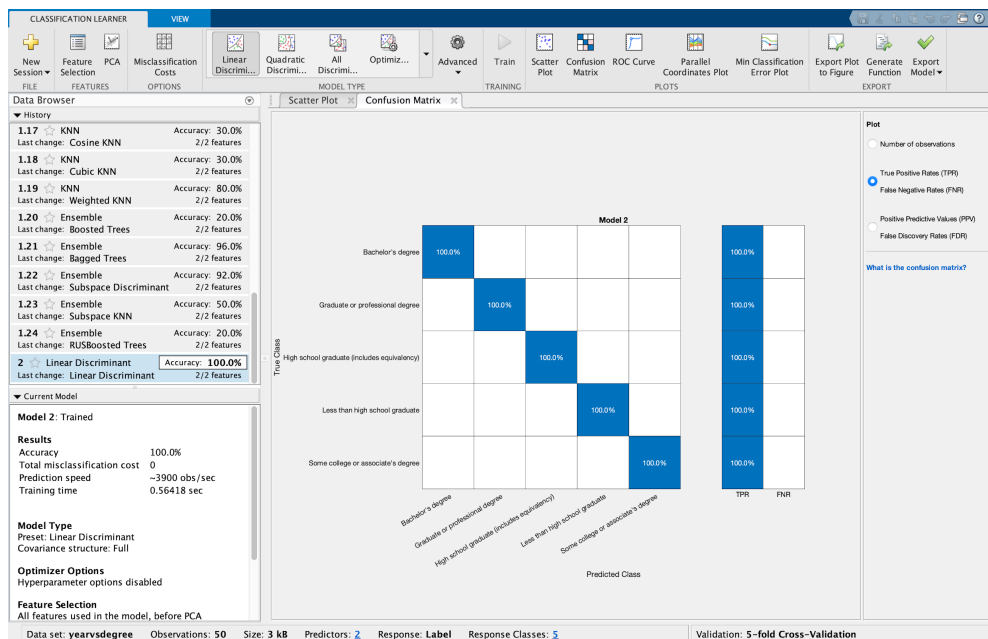 CLASSIFICATION LEARNER
VIEW
New Session
Feature Selection
PCA
Misclassification Costs
Linear Discrimi...
Quadratic Discrimi...
All Discrimi...
Optimiz...
Advanced
Train
Scatter Plot
Confusion Matrix
ROC Curve
Parallel Coordinates Plot
Min Classification Error Plot
Export Plot to Figure
Generate Function
Export Model
FILE
FEATURES
OPTIONS
MODEL TYPE
TRAINING
PLOTS
EXPORT
Data Browser
History
1.17 KNN Accuracy: 30.0%
Last change: Cosine KNN 2/2 features
1.18 KNN Accuracy: 30.0%
Last change: Cubic KNN 2/2 features
1.19 KNN Accuracy: 80.0%
Last change: Weighted KNN 2/2 features
1.20 Ensemble Accuracy: 20.0%
Last change: Boosted Trees 2/2 features
1.21 Ensemble Accuracy: 96.0%
Last change: Bagged Trees 2/2 features
1.22 Ensemble Accuracy: 92.0%
Last change: Subspace Discriminant 2/2 features
1.23 Ensemble Accuracy: 50.0%
Last change: Subspace KNN 2/2 features
1.24 Ensemble Accuracy: 20.0%
Last change: RUSBoosted Trees 2/2 features
2 Linear Discriminant Accuracy: 100.0%
Last change: Linear Discriminant 2/2 features
Current Model
Model 2: Trained
Results
Accuracy 100.0%
Total misclassification cost 0
Prediction speed ~3900 obs/sec
Training time 0.56418 sec
Model Type
Preset: Linear Discriminant
Covariance structure: Full
Optimizer Options
Hyperparameter options disabled
Feature Selection
All features used in the model, before PCA
Scatter Plot
Confusion Matrix
Model 2
True Class
Bachelor's degree 100.0% 100.0%
Graduate or professional degree 100.0% 100.0%
High school graduate (includes equivalency) 100.0% 100.0%
Less than high school graduate 100.0% 100.0%
Some college or associate's degree 100.0% 100.0%
TPR FNR
Bachelor's degree
Graduate or professional degree
High school graduate (includes equivalency)
Less than high school graduate
Some college or associate's degree
Predicted Class
Plot
Number of observations
True Positive Rates (TPR)
False Negative Rates (FNR)
Positive Predictive Values (PPV)
False Discovery Rates (FDR)
What is the confusion matrix?
Data set: yearvsdegree Observations: 50 Size: 3 kB Predictors: 2 Response: Label Response Classes: 5 Validation: 5-fold Cross-Validation